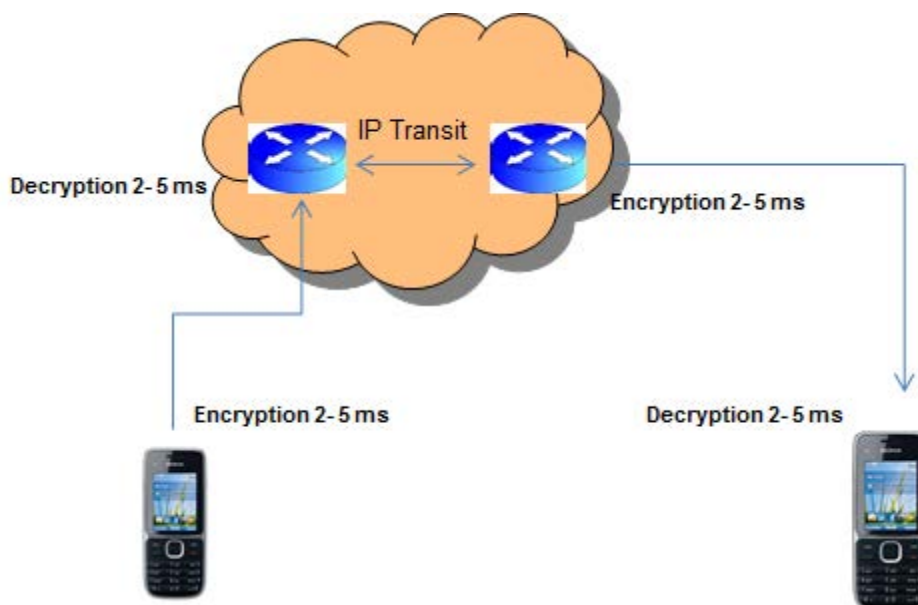 IP Transit
Decryption 2- 5 ms
Encryption 2- 5 ms
Encryption 2- 5 ms
Decryption 2- 5 ms